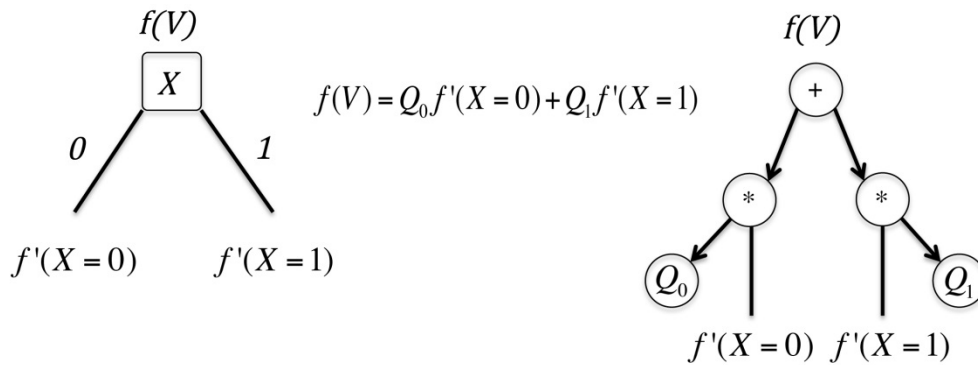 f(V)
X
0 1
f'(X = 0) f'(X = 1)
f(V) = Q₀f'(X = 0) + Q₁f'(X = 1)
f(V)
+
* *
Q₀ Q₁
f'(X = 0) f'(X = 1)